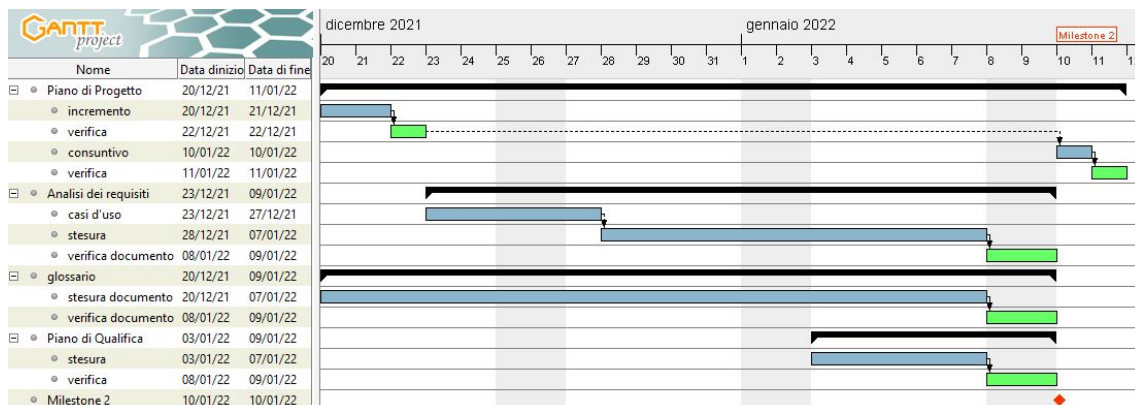 GANTT
project
dicembre 2021
gennaio 2022
Milestone 2
20 21 22 23 24 25 26 27 28 29 30 31 1 2 3 4 5 6 7 8 9 10 11 1
Nome Data dinizio Data di fine
Piano di Progetto 20/12/21 11/01/22
incremento 20/12/21 21/12/21
verifica 22/12/21 22/12/21
consuntivo 10/01/22 10/01/22
verifica 11/01/22 11/01/22
Analisi dei requisiti 23/12/21 09/01/22
casi d'uso 23/12/21 27/12/21
stesura 28/12/21 07/01/22
verifica documento 08/01/22 09/01/22
glossario 20/12/21 09/01/22
stesura documento 20/12/21 07/01/22
verifica documento 08/01/22 09/01/22
Piano di Qualifica 03/01/22 09/01/22
stesura 03/01/22 07/01/22
verifica 08/01/22 09/01/22
Milestone 2 10/01/22 10/01/22